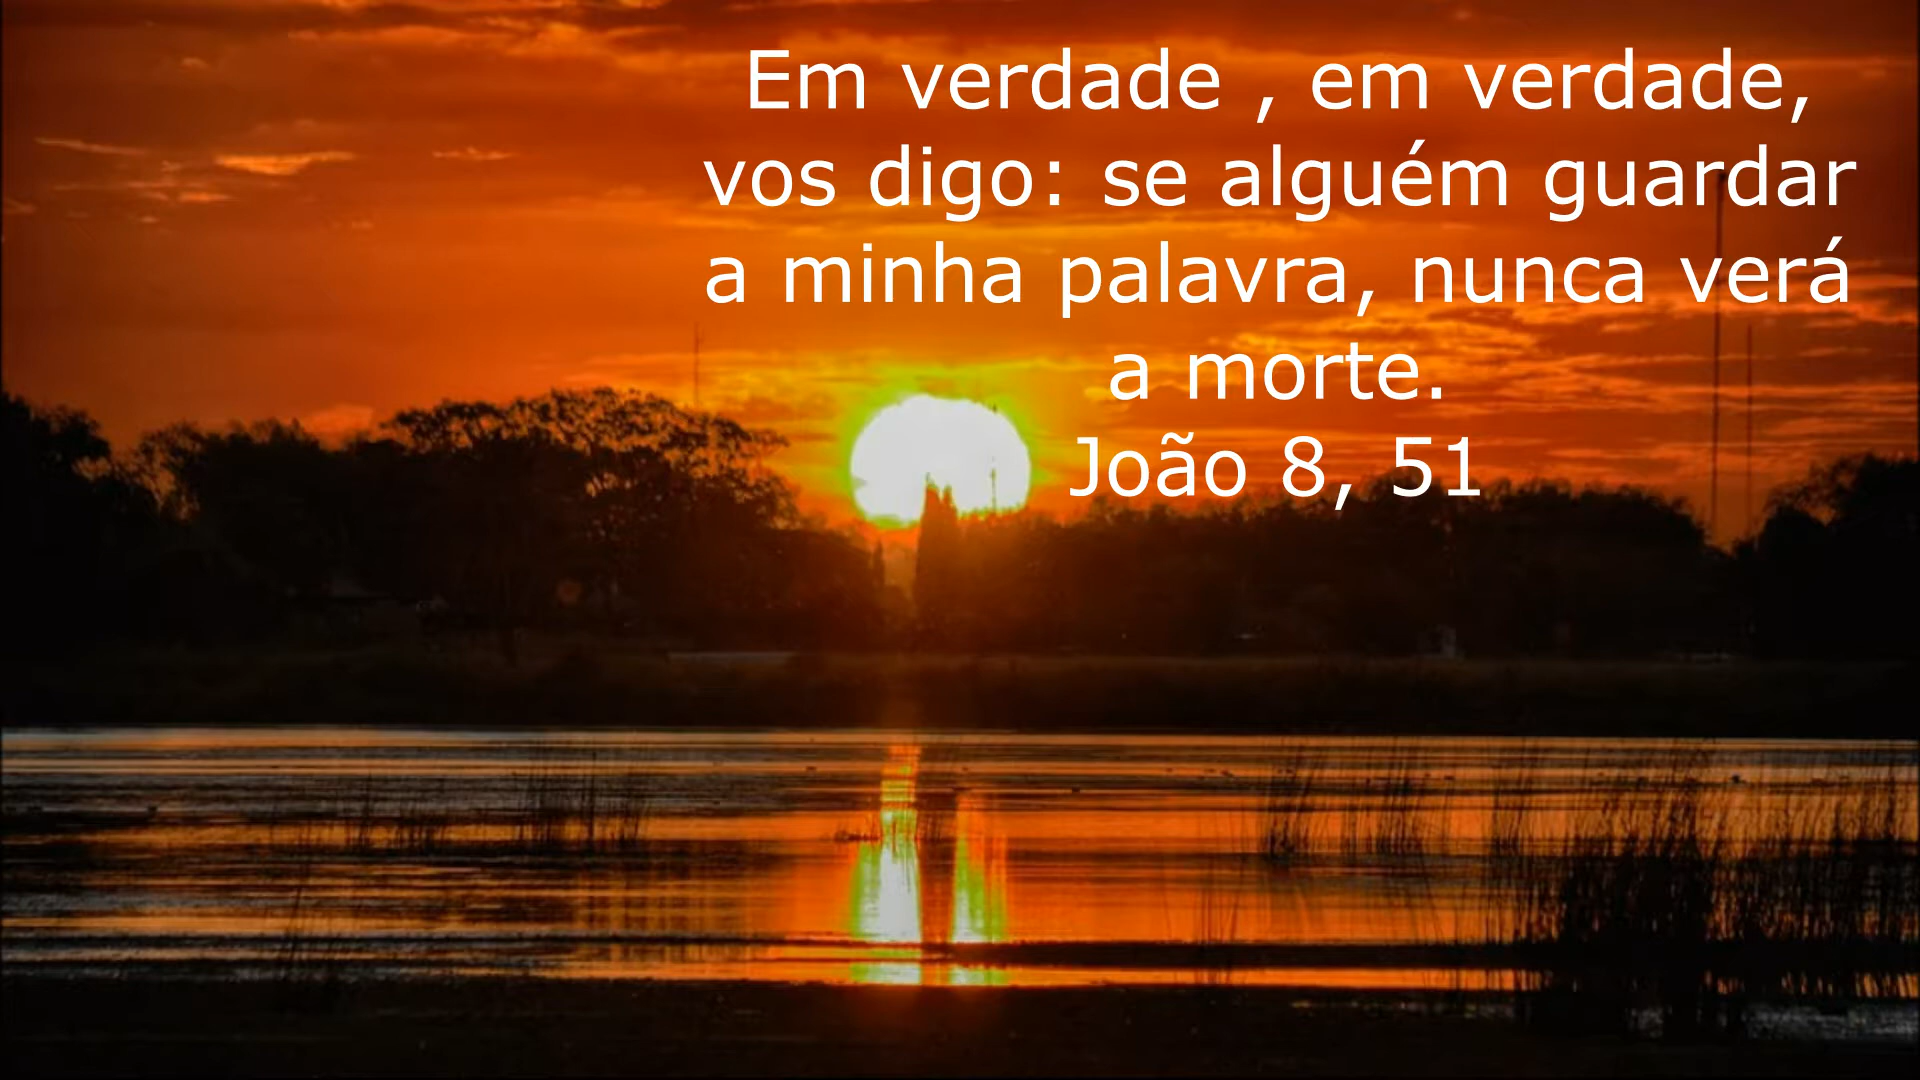 Em verdade , em verdade,
vos digo: se alguém guardar
a minha palavra, nunca verá
a morte.
João 8, 51